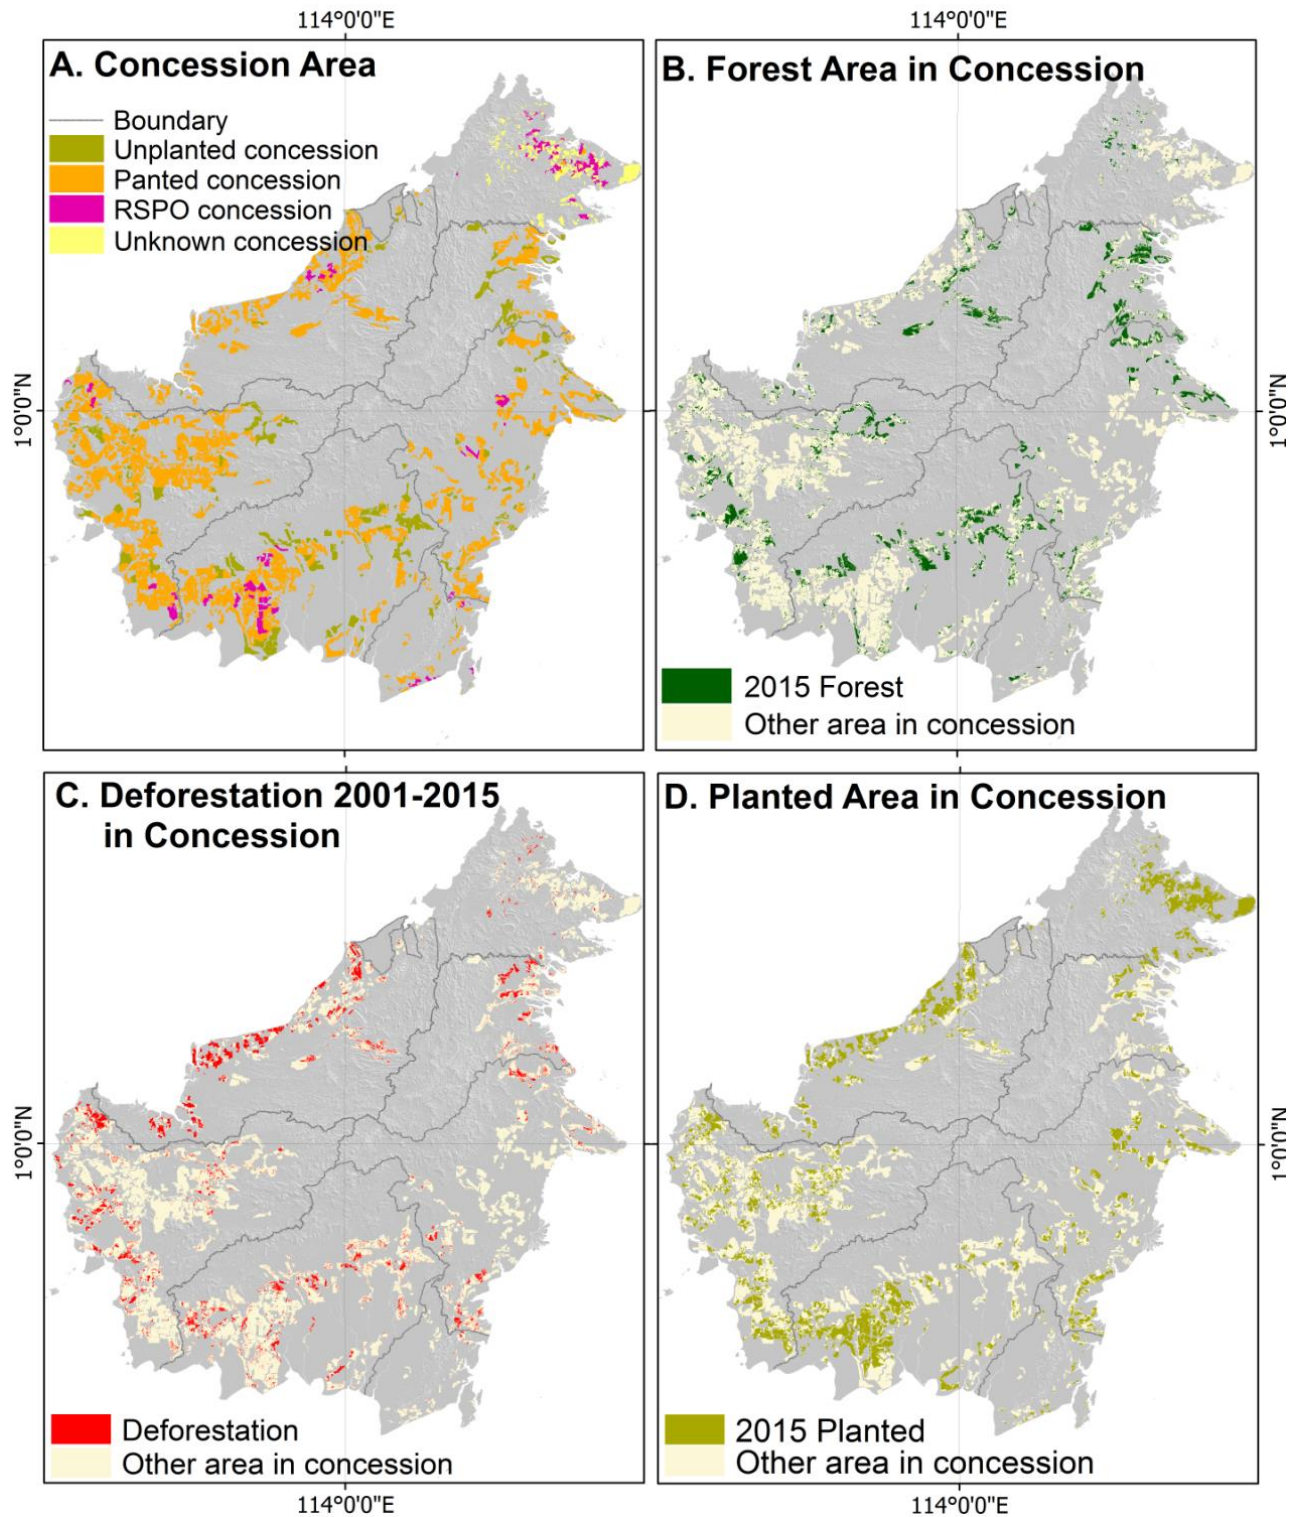 114°0'0"E
114°0'0"E
A. Concession Area
Boundary
Unplanted concession
Panted concession
RSPO concession
Unknown concession
B. Forest Area in Concession
2015 Forest
Other area in concession
1°0'0"N
1°0'0"N
C. Deforestation 2001-2015
in Concession
Deforestation
Other area in concession
D. Planted Area in Concession
2015 Planted
Other area in concession
1°0'0"N
1°0'0"N
114°0'0"E
114°0'0"E